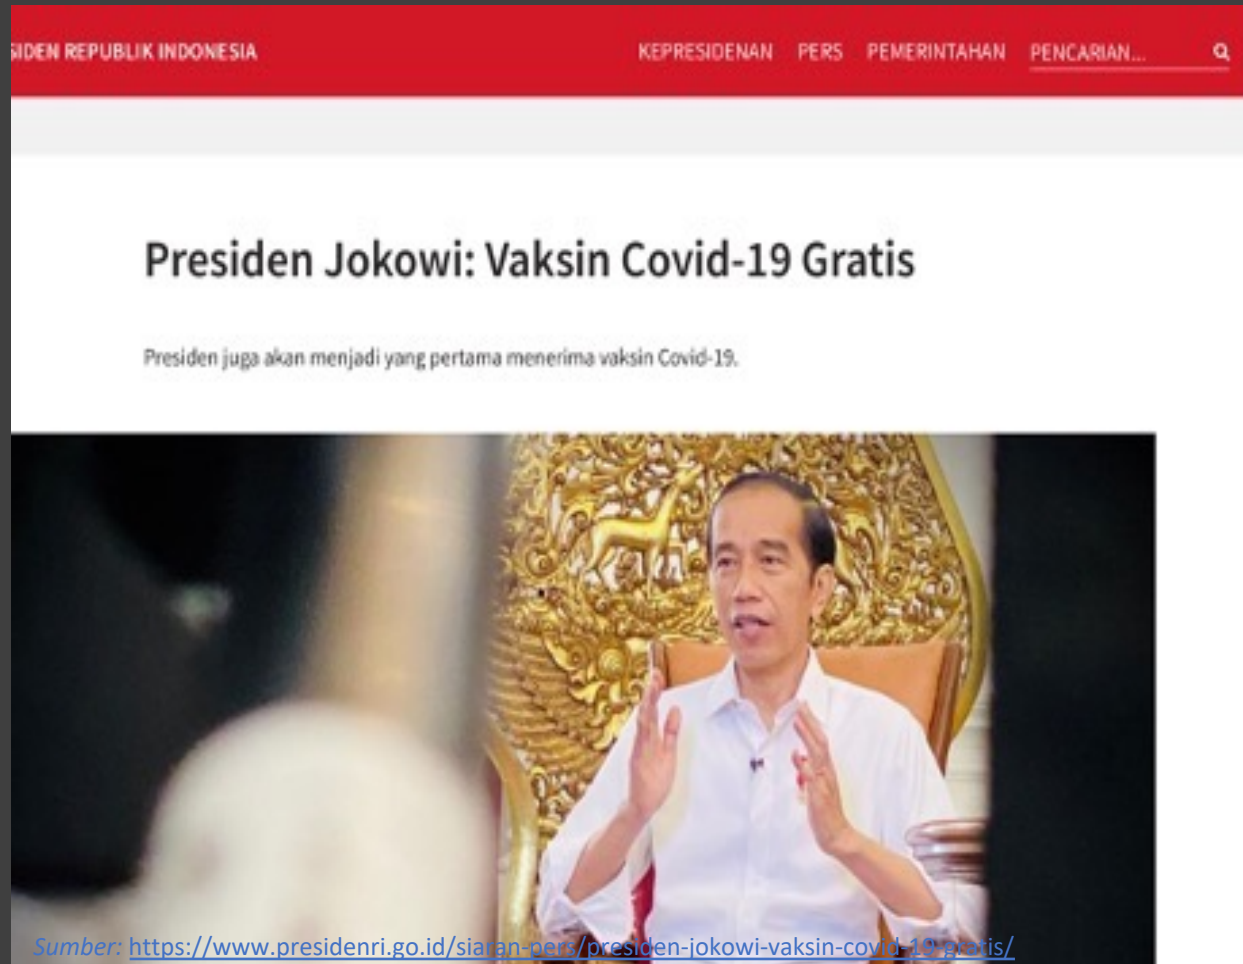 SIDEN REPUBLIK INDONESIA
KEPRESIDENAN PERS PEMERINTAHAN PENCARIAN...
Presiden Jokowi: Vaksin Covid-19 Gratis
Presiden juga akan menjadi yang pertama menerima vaksin Covid-19.
Sumber: https://www.presidenri.go.id/siaran-pers/presiden-jokowi-vaksin-covid-19-gratis/